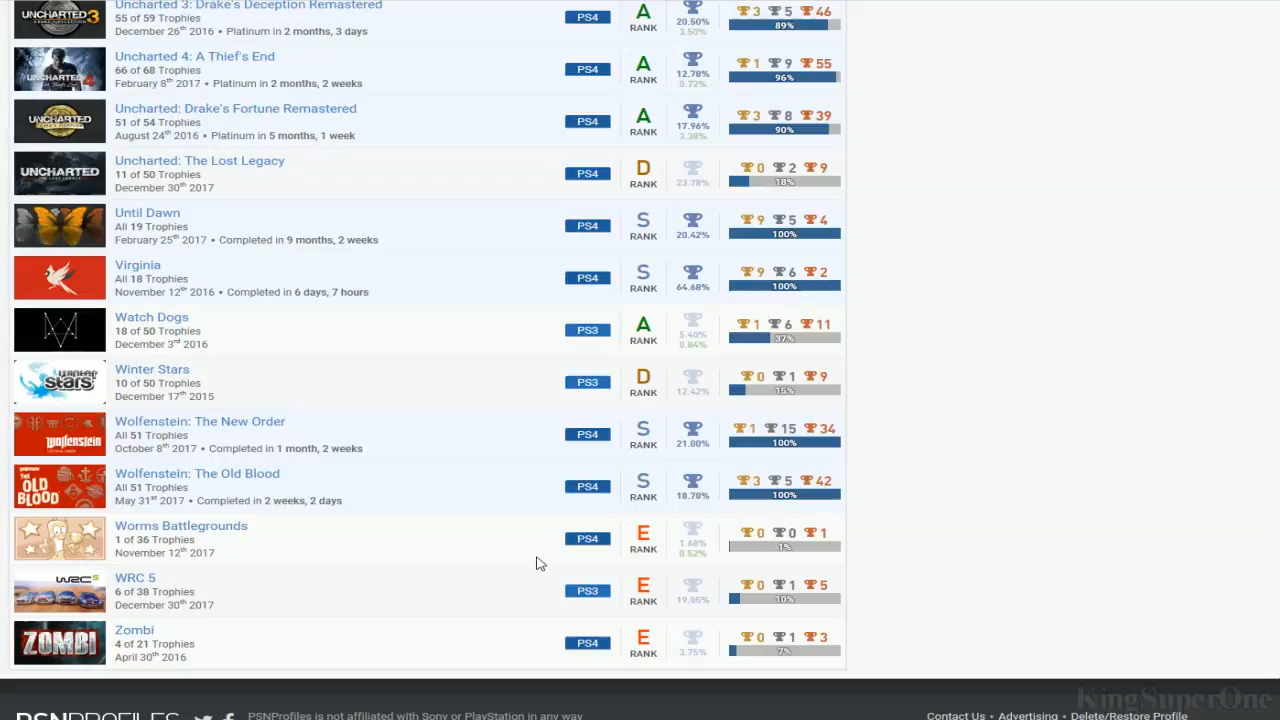 Uncharted 3: Drake's Deception Remastered
55 of 59 Trophies
December 26th 2016 • Platinum in 2 months, 3 days
PS4
A
RANK
20.50%
3.50%
3 5 46
89%
Uncharted 4: A Thief's End
66 of 68 Trophies
February 8th 2017 • Platinum in 2 months, 2 weeks
PS4
A
RANK
12.78%
0.72%
1 9 55
96%
UNCHARTED
Uncharted: Drake's Fortune Remastered
51 of 54 Trophies
August 24th 2016 • Platinum in 5 months, 1 week
PS4
A
RANK
17.96%
3.38%
3 8 39
90%
UNCHARTED
Uncharted: The Lost Legacy
11 of 50 Trophies
December 30th 2017
PS4
D
RANK
23.78%
0 2 9
18%
Until Dawn
All 19 Trophies
February 25th 2017 • Completed in 9 months, 2 weeks
PS4
S
RANK
20.42%
9 5 4
100%
Virginia
All 18 Trophies
November 12th 2016 • Completed in 6 days, 7 hours
PS4
S
RANK
64.68%
9 6 2
100%
Watch Dogs
18 of 50 Trophies
December 3rd 2016
PS3
A
RANK
5.40%
0.84%
1 6 11
37%
winter stars
Winter Stars
10 of 50 Trophies
December 17th 2015
PS3
D
RANK
12.42%
0 1 9
15%
Wolfenstein
Wolfenstein: The New Order
All 51 Trophies
October 8th 2017 • Completed in 1 month, 2 weeks
PS4
S
RANK
21.00%
1 15 34
100%
THE OLD BLOOD
Wolfenstein: The Old Blood
All 51 Trophies
May 31st 2017 • Completed in 2 weeks, 2 days
PS4
S
RANK
18.78%
3 5 42
100%
Worms Battlegrounds
1 of 36 Trophies
November 12th 2017
PS4
E
RANK
1.68%
0.52%
0 0 1
1%
WRC 5
WRC 5
6 of 38 Trophies
December 30th 2017
PS3
E
RANK
19.05%
0 1 5
10%
ZOMBI
Zombi
4 of 21 Trophies
April 30th 2016
PS4
E
RANK
3.75%
0 1 3
7%
KingSuperOne
PSNPROFILES
PSNProfiles is not affiliated with Sony or PlayStation in any way
Contact Us • Advertising • Delete/Restore Profile